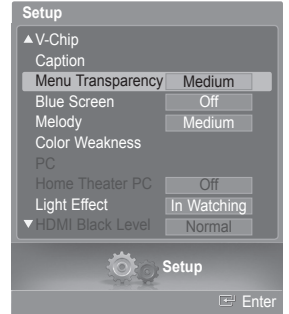 Setup
▲V-Chip
Caption
Menu Transparency Medium
Blue Screen Off
Melody Medium
Color Weakness
PC
Home Theater PC Off
Light Effect In Watching
▼HDMI Black Level Normal
Setup
Enter